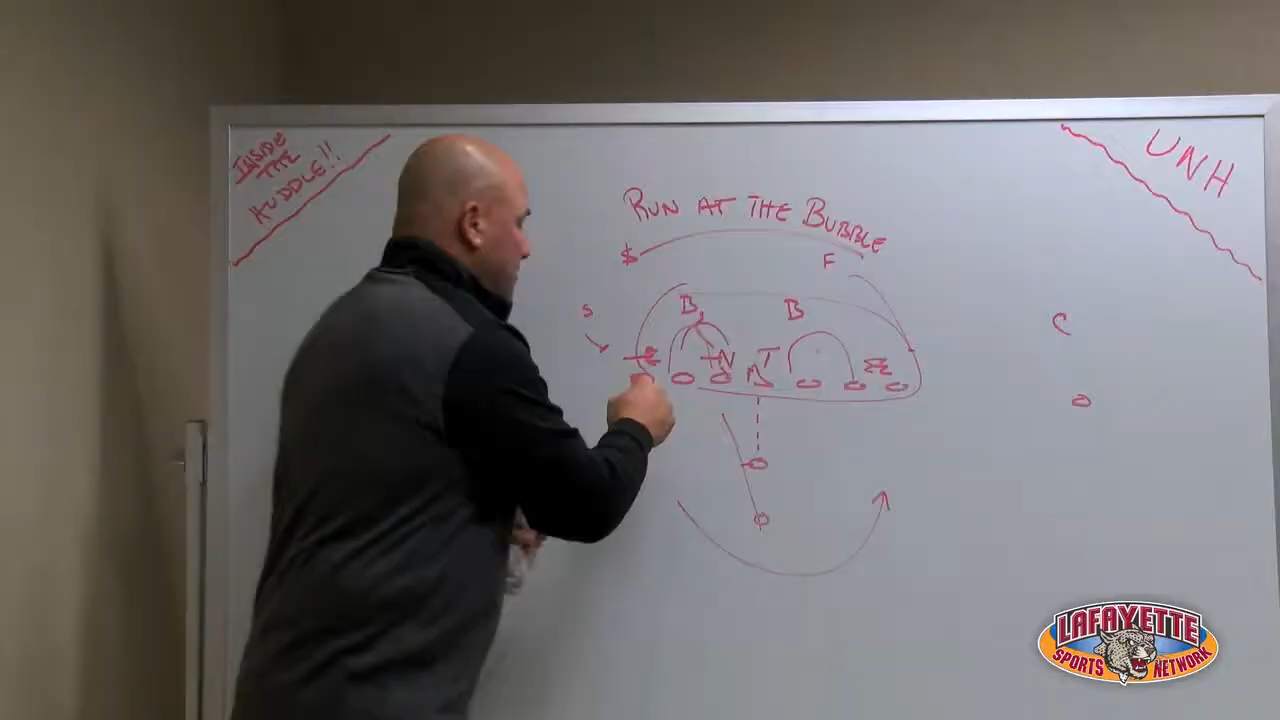 INSIDE
THE
HUDDLE!!
UNH
RUN AT THE BUBBLE
$
F
S
B
B
C
E
N
T
E
LAFAYETTE
SPORTS NETWORK